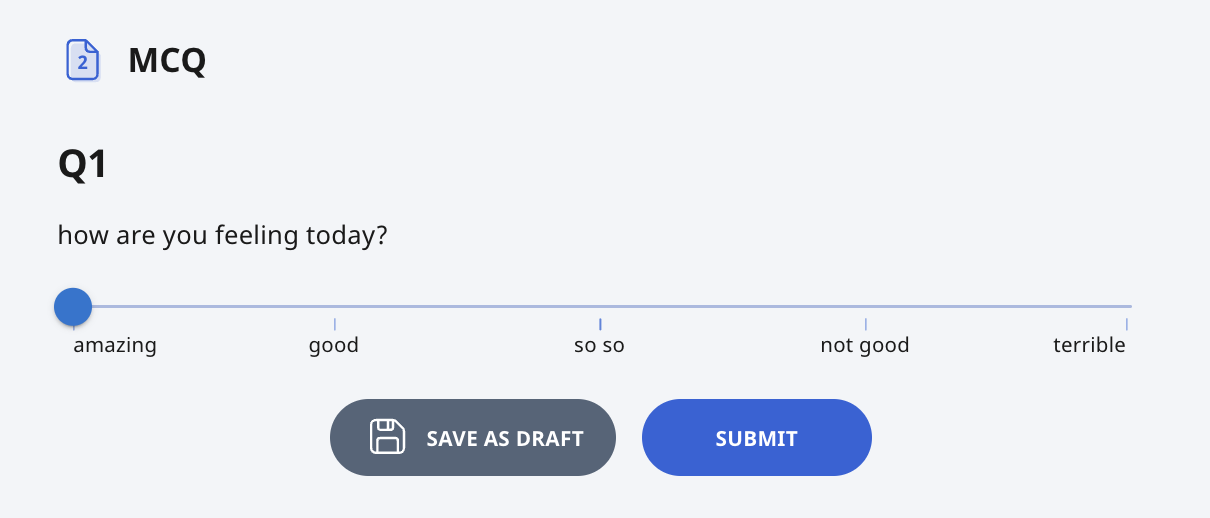 2
MCQ
Q1
how are you feeling today?
amazing good so so not good terrible
SAVE AS DRAFT SUBMIT